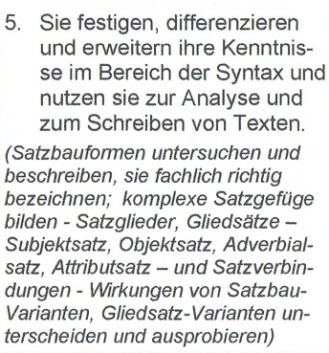 5. Sie festigen, differenzieren
und erweitern ihre Kenntnis-
se im Bereich der Syntax und
nutzen sie zur Analyse und
zum Schreiben von Texten.
(Satzbauformen untersuchen und
beschreiben, sie fachlich richtig
bezeichnen; komplexe Satzgefüge
bilden - Satzglieder, Gliedsätze –
Subjektsatz, Objektsatz, Adverbial-
satz, Attributsatz – und Satzverbin-
dungen - Wirkungen von Satzbau-
Varianten, Gliedsatz-Varianten un-
terscheiden und ausprobieren)